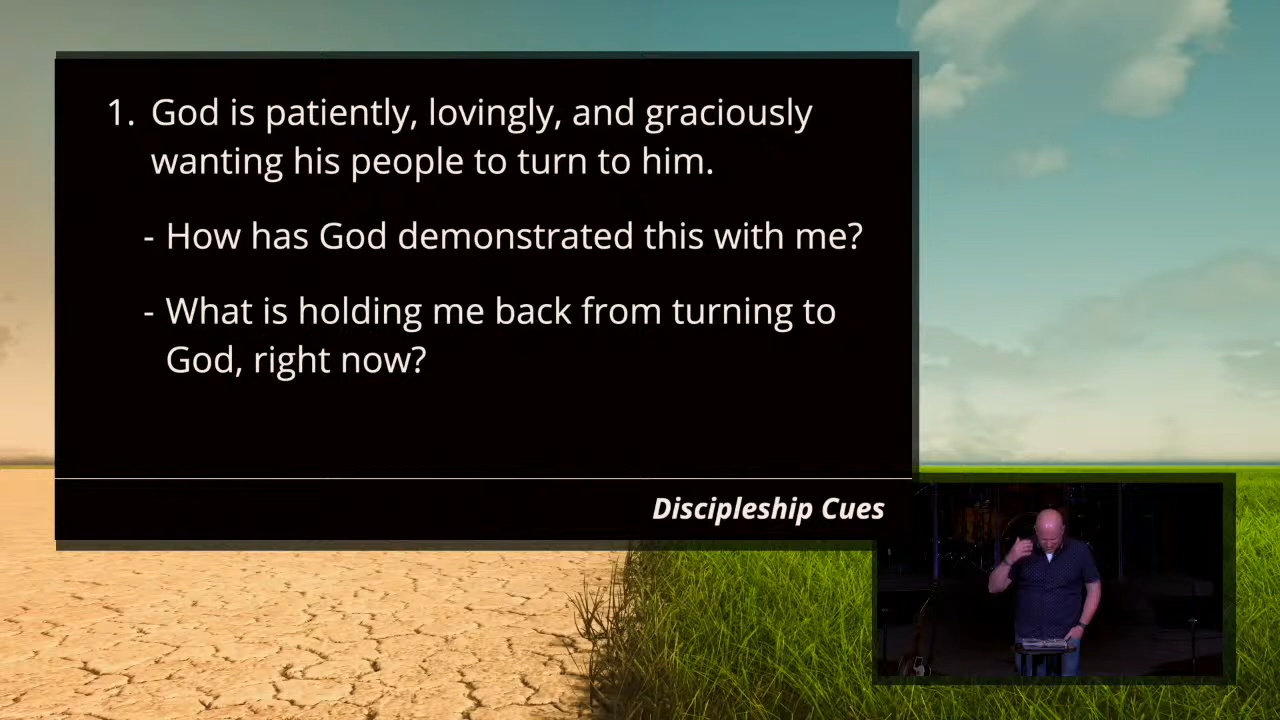 1. God is patiently, lovingly, and graciously
wanting his people to turn to him.
- How has God demonstrated this with me?
- What is holding me back from turning to
God, right now?
Discipleship Cues